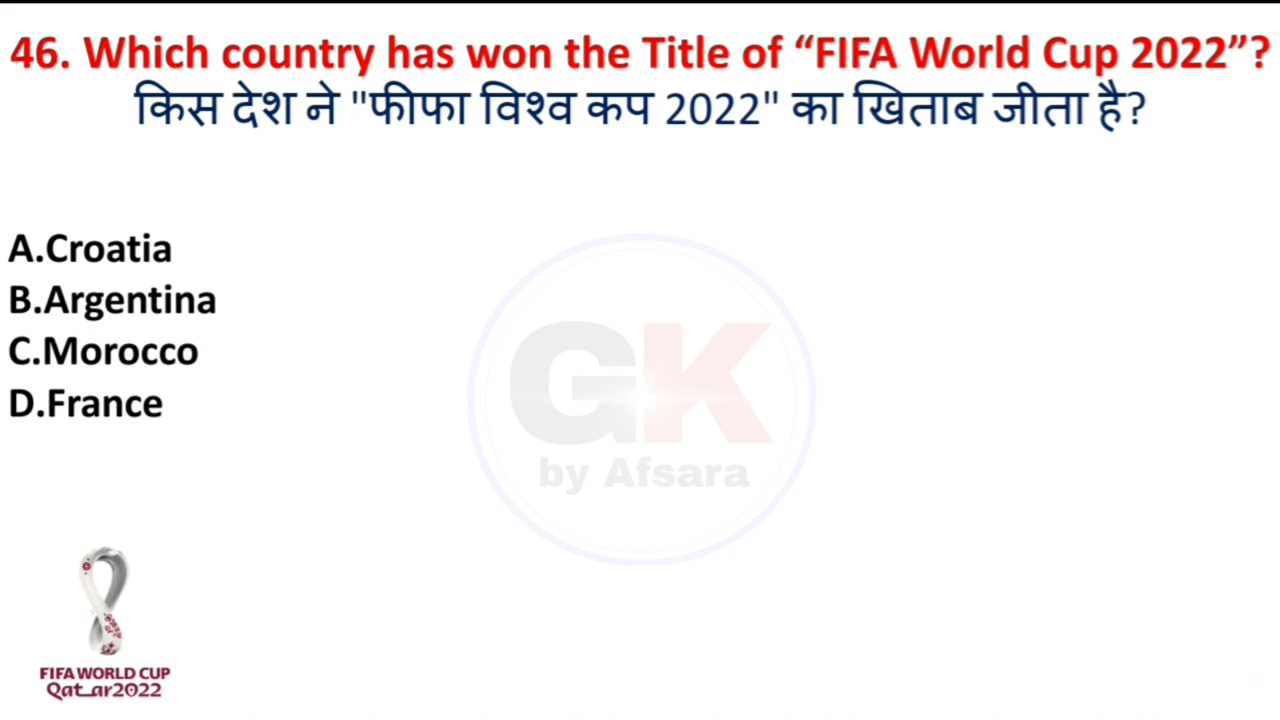 46. Which country has won the Title of “FIFA World Cup 2022”?
किस देश ने "फीफा विश्व कप 2022" का खिताब जीता है?
A.Croatia
B.Argentina
C.Morocco
D.France
GK
by Afsara
FIFA WORLD CUP
Qatar2022